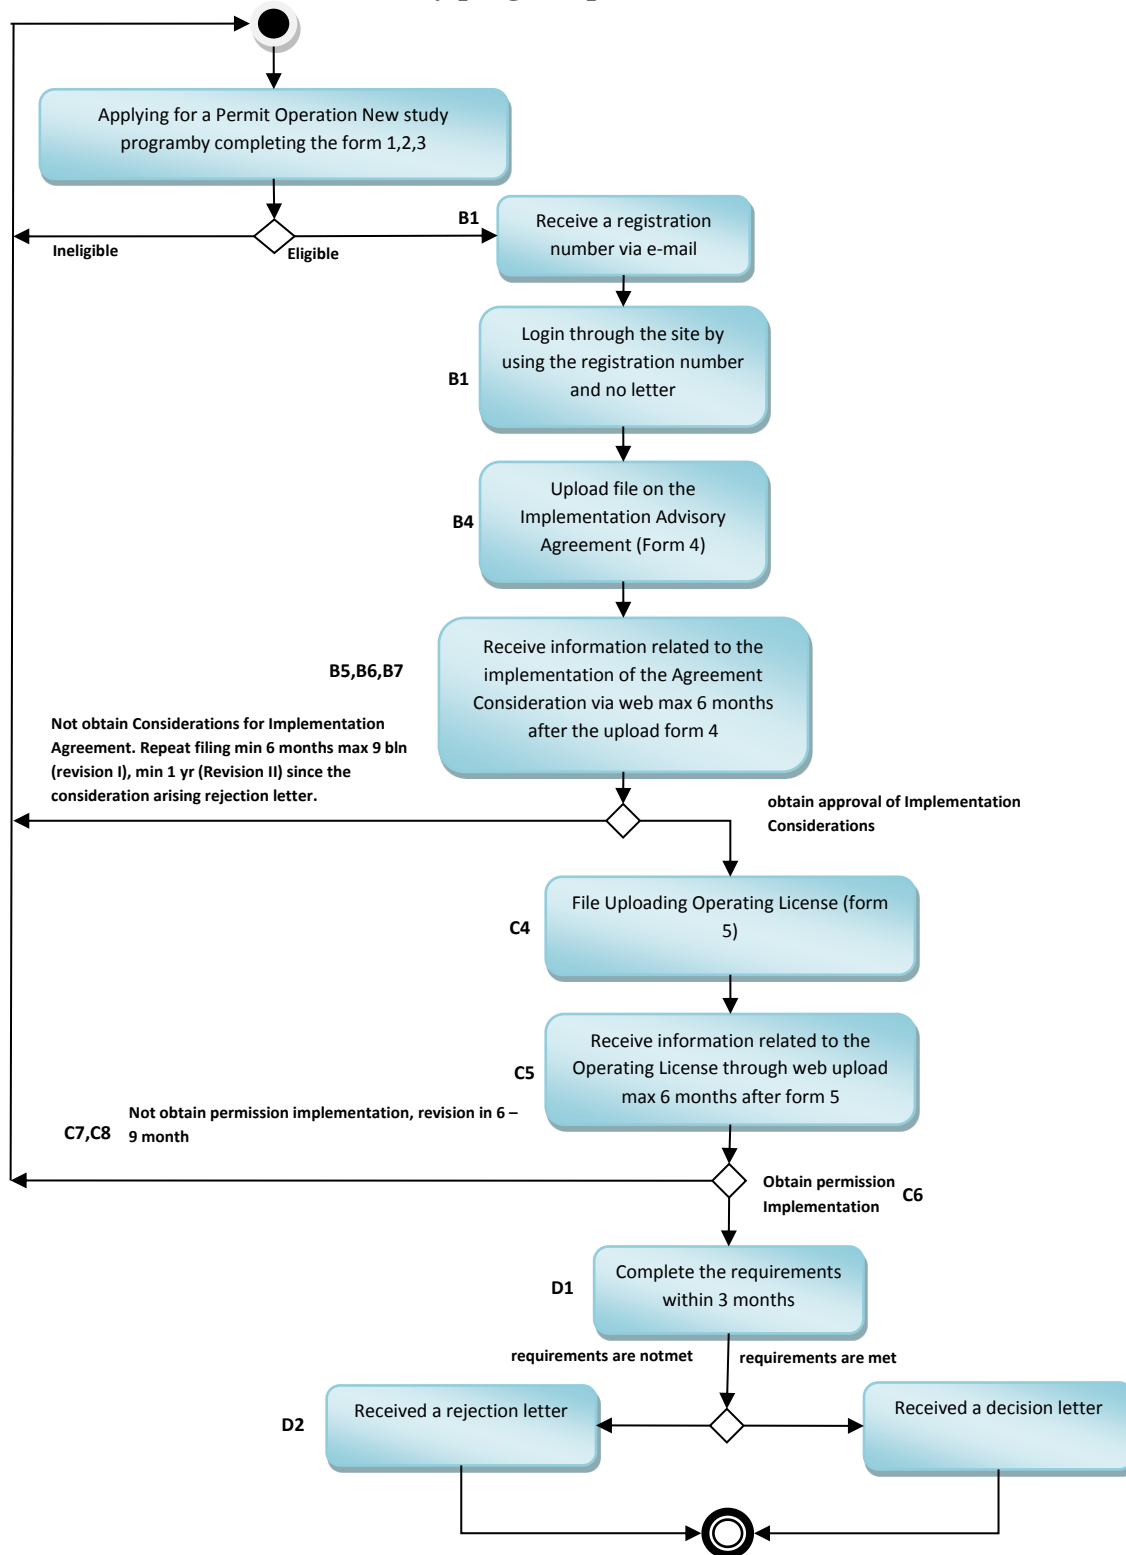 Applying for a Permit Operation New study
programby completing the form 1,2,3
B1
Receive a registration
number via e-mail
Ineligible
Eligible
Login through the site by
using the registration number
and no letter
B1
Upload file on the
Implementation Advisory
Agreement (Form 4)
B4
Receive information related to the
implementation of the Agreement
Consideration via web max 6 months
after the upload form 4
B5,B6,B7
Not obtain Considerations for Implementation
Agreement. Repeat filing min 6 months max 9 bln
(revision I), min 1 yr (Revision II) since the
consideration arising rejection letter.
obtain approval of Implementation
Considerations
File Uploading Operating License (form
5)
C4
Receive information related to the
Operating License through web upload
max 6 months after form 5
C5
Not obtain permission implementation, revision in 6 –
9 month
C7,C8
Obtain permission
Implementation
C6
Complete the requirements
within 3 months
D1
requirements are notmet
requirements are met
Received a rejection letter
D2
Received a decision letter